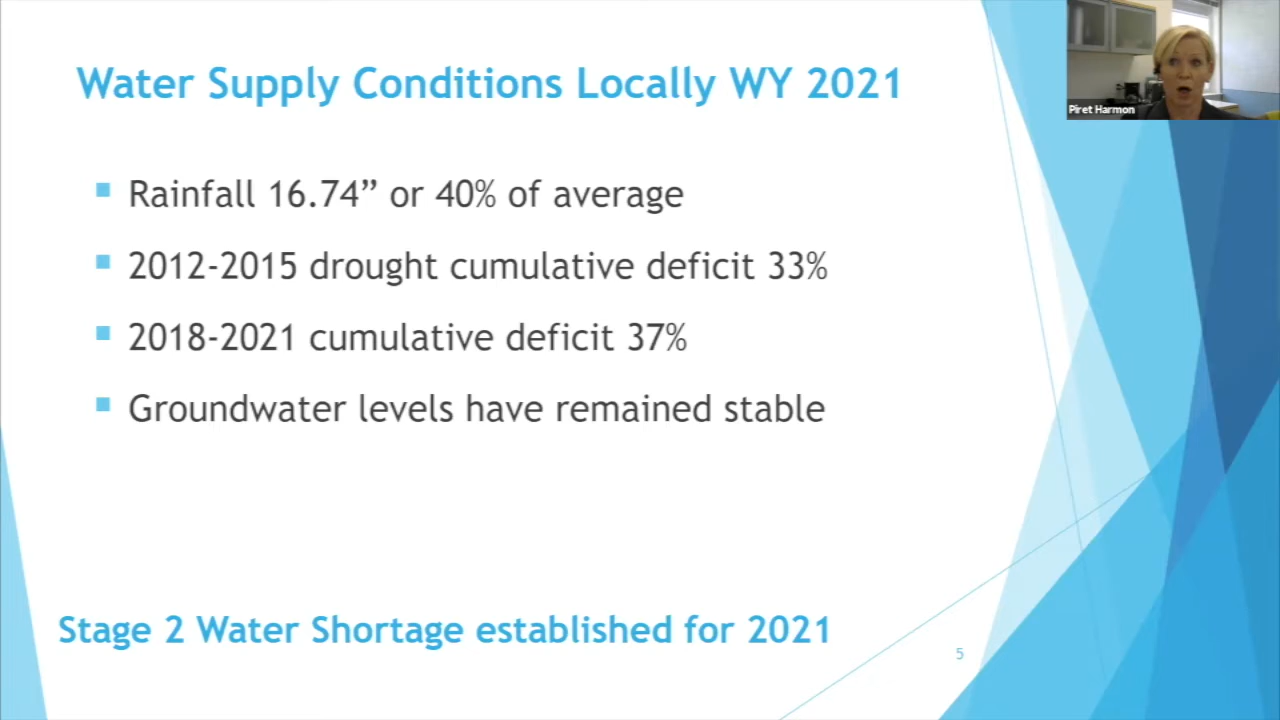 Water Supply Conditions Locally WY 2021
Piret Harmon
Rainfall 16.74” or 40% of average
2012-2015 drought cumulative deficit 33%
2018-2021 cumulative deficit 37%
Groundwater levels have remained stable
Stage 2 Water Shortage established for 2021
5